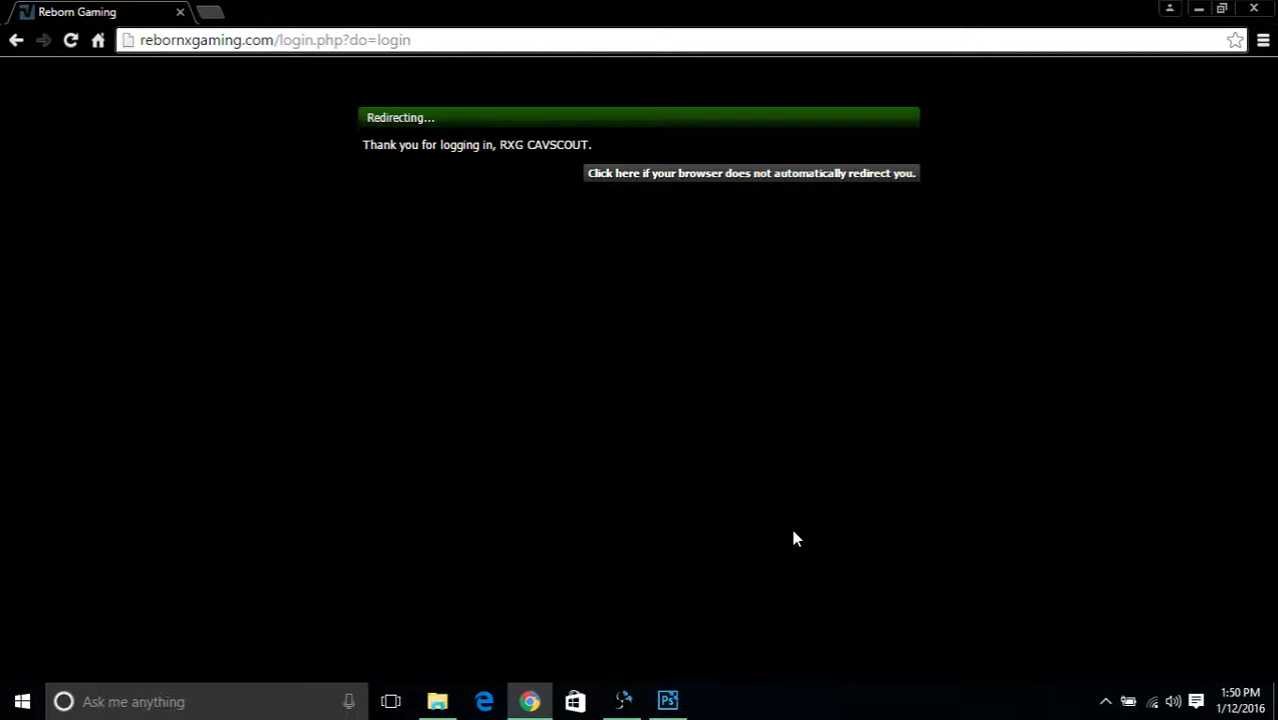 Reborn Gaming
rebornxgaming.com/login.php?do=login
Redirecting...
Thank you for logging in, RXG CAVSCOUT.
Click here if your browser does not automatically redirect you.
Ask me anything
Ps
1:50 PM
1/12/2016